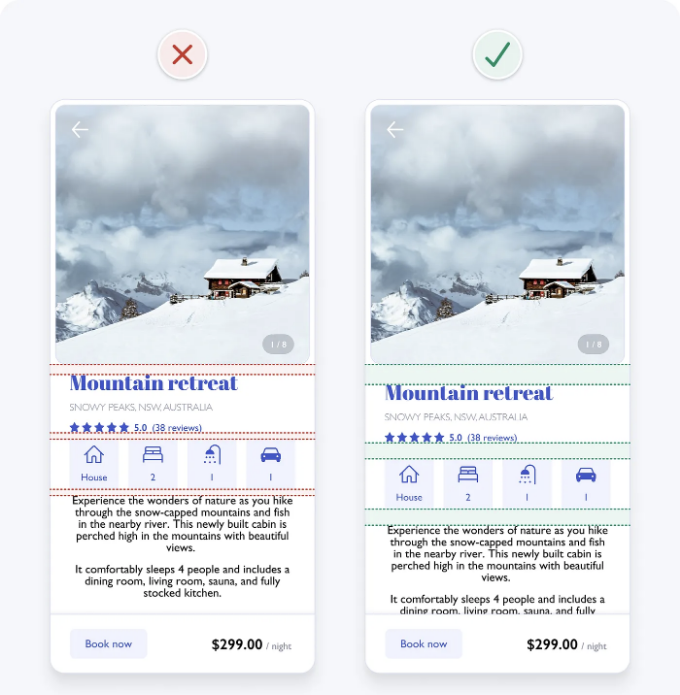 1 / 8
Mountain retreat
SNOWY PEAKS, NSW, AUSTRALIA
5.0 (38 reviews)
House 2 1 1
Experience the wonders of nature as you hike
through the snow-capped mountains and fish
in the nearby river. This newly built cabin is
perched high in the mountains with beautiful
views.
It comfortably sleeps 4 people and includes a
dining room, living room, sauna, and fully
stocked kitchen.
Book now $299.00 / night
1 / 8
Mountain retreat
SNOWY PEAKS, NSW, AUSTRALIA
5.0 (38 reviews)
House 2 1 1
Experience the wonders of nature as you hike
through the snow-capped mountains and fish
in the nearby river. This newly built cabin is
perched high in the mountains with beautiful
views.
It comfortably sleeps 4 people and includes a
dining room, living room, sauna, and fully
Book now $299.00 / night